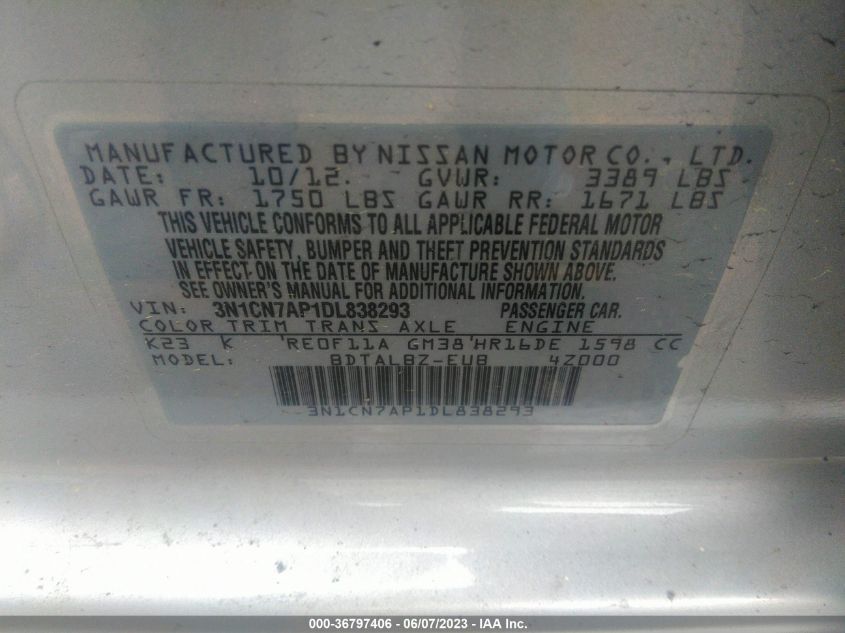 MANUFACTURED BY NISSAN MOTOR CO., LTD.
DATE: 10/12. GVWR: 3389 LBS
GAWR FR: 1750 LBS GAWR RR: 1671 LBS
THIS VEHICLE CONFORMS TO ALL APPLICABLE FEDERAL MOTOR
VEHICLE SAFETY, BUMPER AND THEFT PREVENTION STANDARDS
IN EFFECT ON THE DATE OF MANUFACTURE SHOWN ABOVE.
SEE OWNER'S MANUAL FOR ADDITIONAL INFORMATION.
VIN: 3N1CN7AP1DL838293 PASSENGER CAR.
COLOR TRIM TRANS AXLE ENGINE
K23 K 'RE0F11A GM38'HR16DE 1598 CC
MODEL: BDTALBZ-EUB 4Z000
3N1CN7AP1DL838293
000-36797406 - 06/07/2023 - IAA Inc.